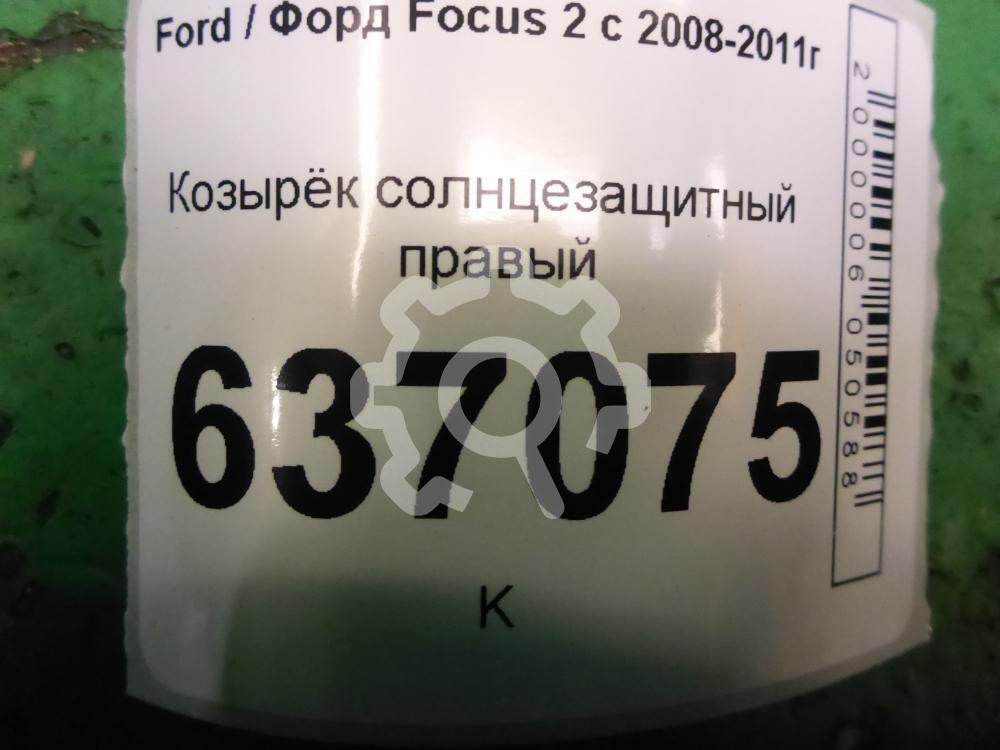 Ford / Форд Focus 2 с 2008-2011г
Козырёк солнцезащитный
правый
637075
К
2000006050588